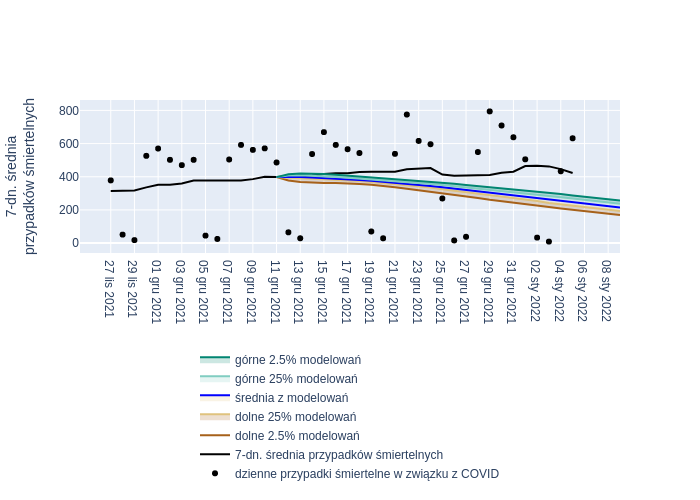 7-dn. średnia
przypadków śmiertelnych
800
600
400
200
0
27 lis 2021
29 lis 2021
01 gru 2021
03 gru 2021
05 gru 2021
07 gru 2021
09 gru 2021
11 gru 2021
13 gru 2021
15 gru 2021
17 gru 2021
19 gru 2021
21 gru 2021
23 gru 2021
25 gru 2021
27 gru 2021
29 gru 2021
31 gru 2021
02 sty 2022
04 sty 2022
06 sty 2022
08 sty 2022
górne 2.5% modelowań
górne 25% modelowań
średnia z modelowań
dolne 25% modelowań
dolne 2.5% modelowań
7-dn. średnia przypadków śmiertelnych
dzienne przypadki śmiertelne w związku z COVID